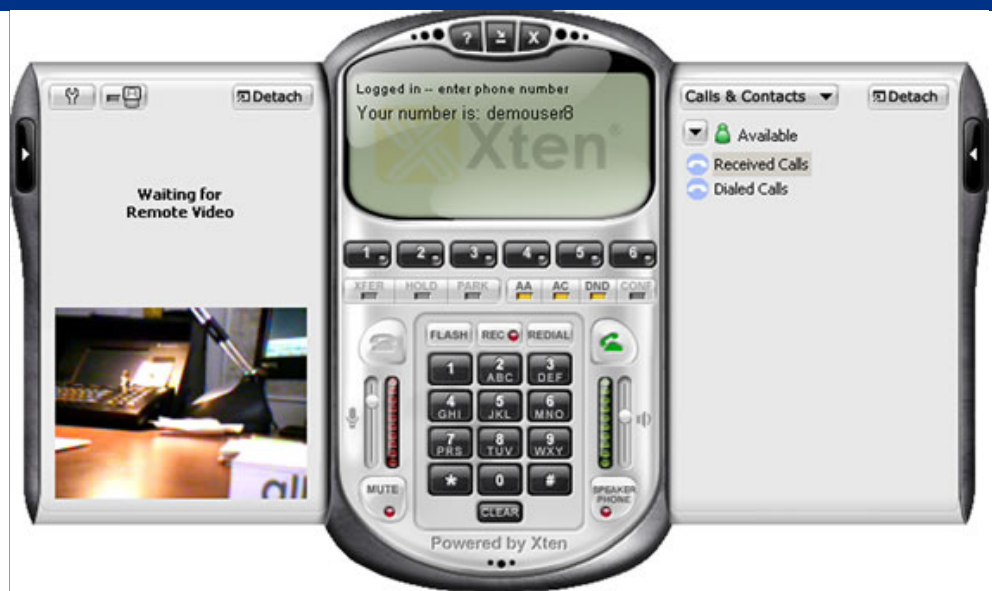 ?
X
Detach
Waiting for
Remote Video
all
Logged in -- enter phone number
Your number is: demouser8
Xten®
1 2 3 4 5 6
XFER HOLD PARK AA AC DND CONF
FLASH REC REDIAL
1 2 3
ABC DEF
4 5 6
GHI JKL MNO
7 8 9
PRS TUV WXY
* 0 #
MUTE
CLEAR
SPEAKER
PHONE
Powered by Xten
Calls & Contacts Detach
Available
Received Calls
Dialed Calls